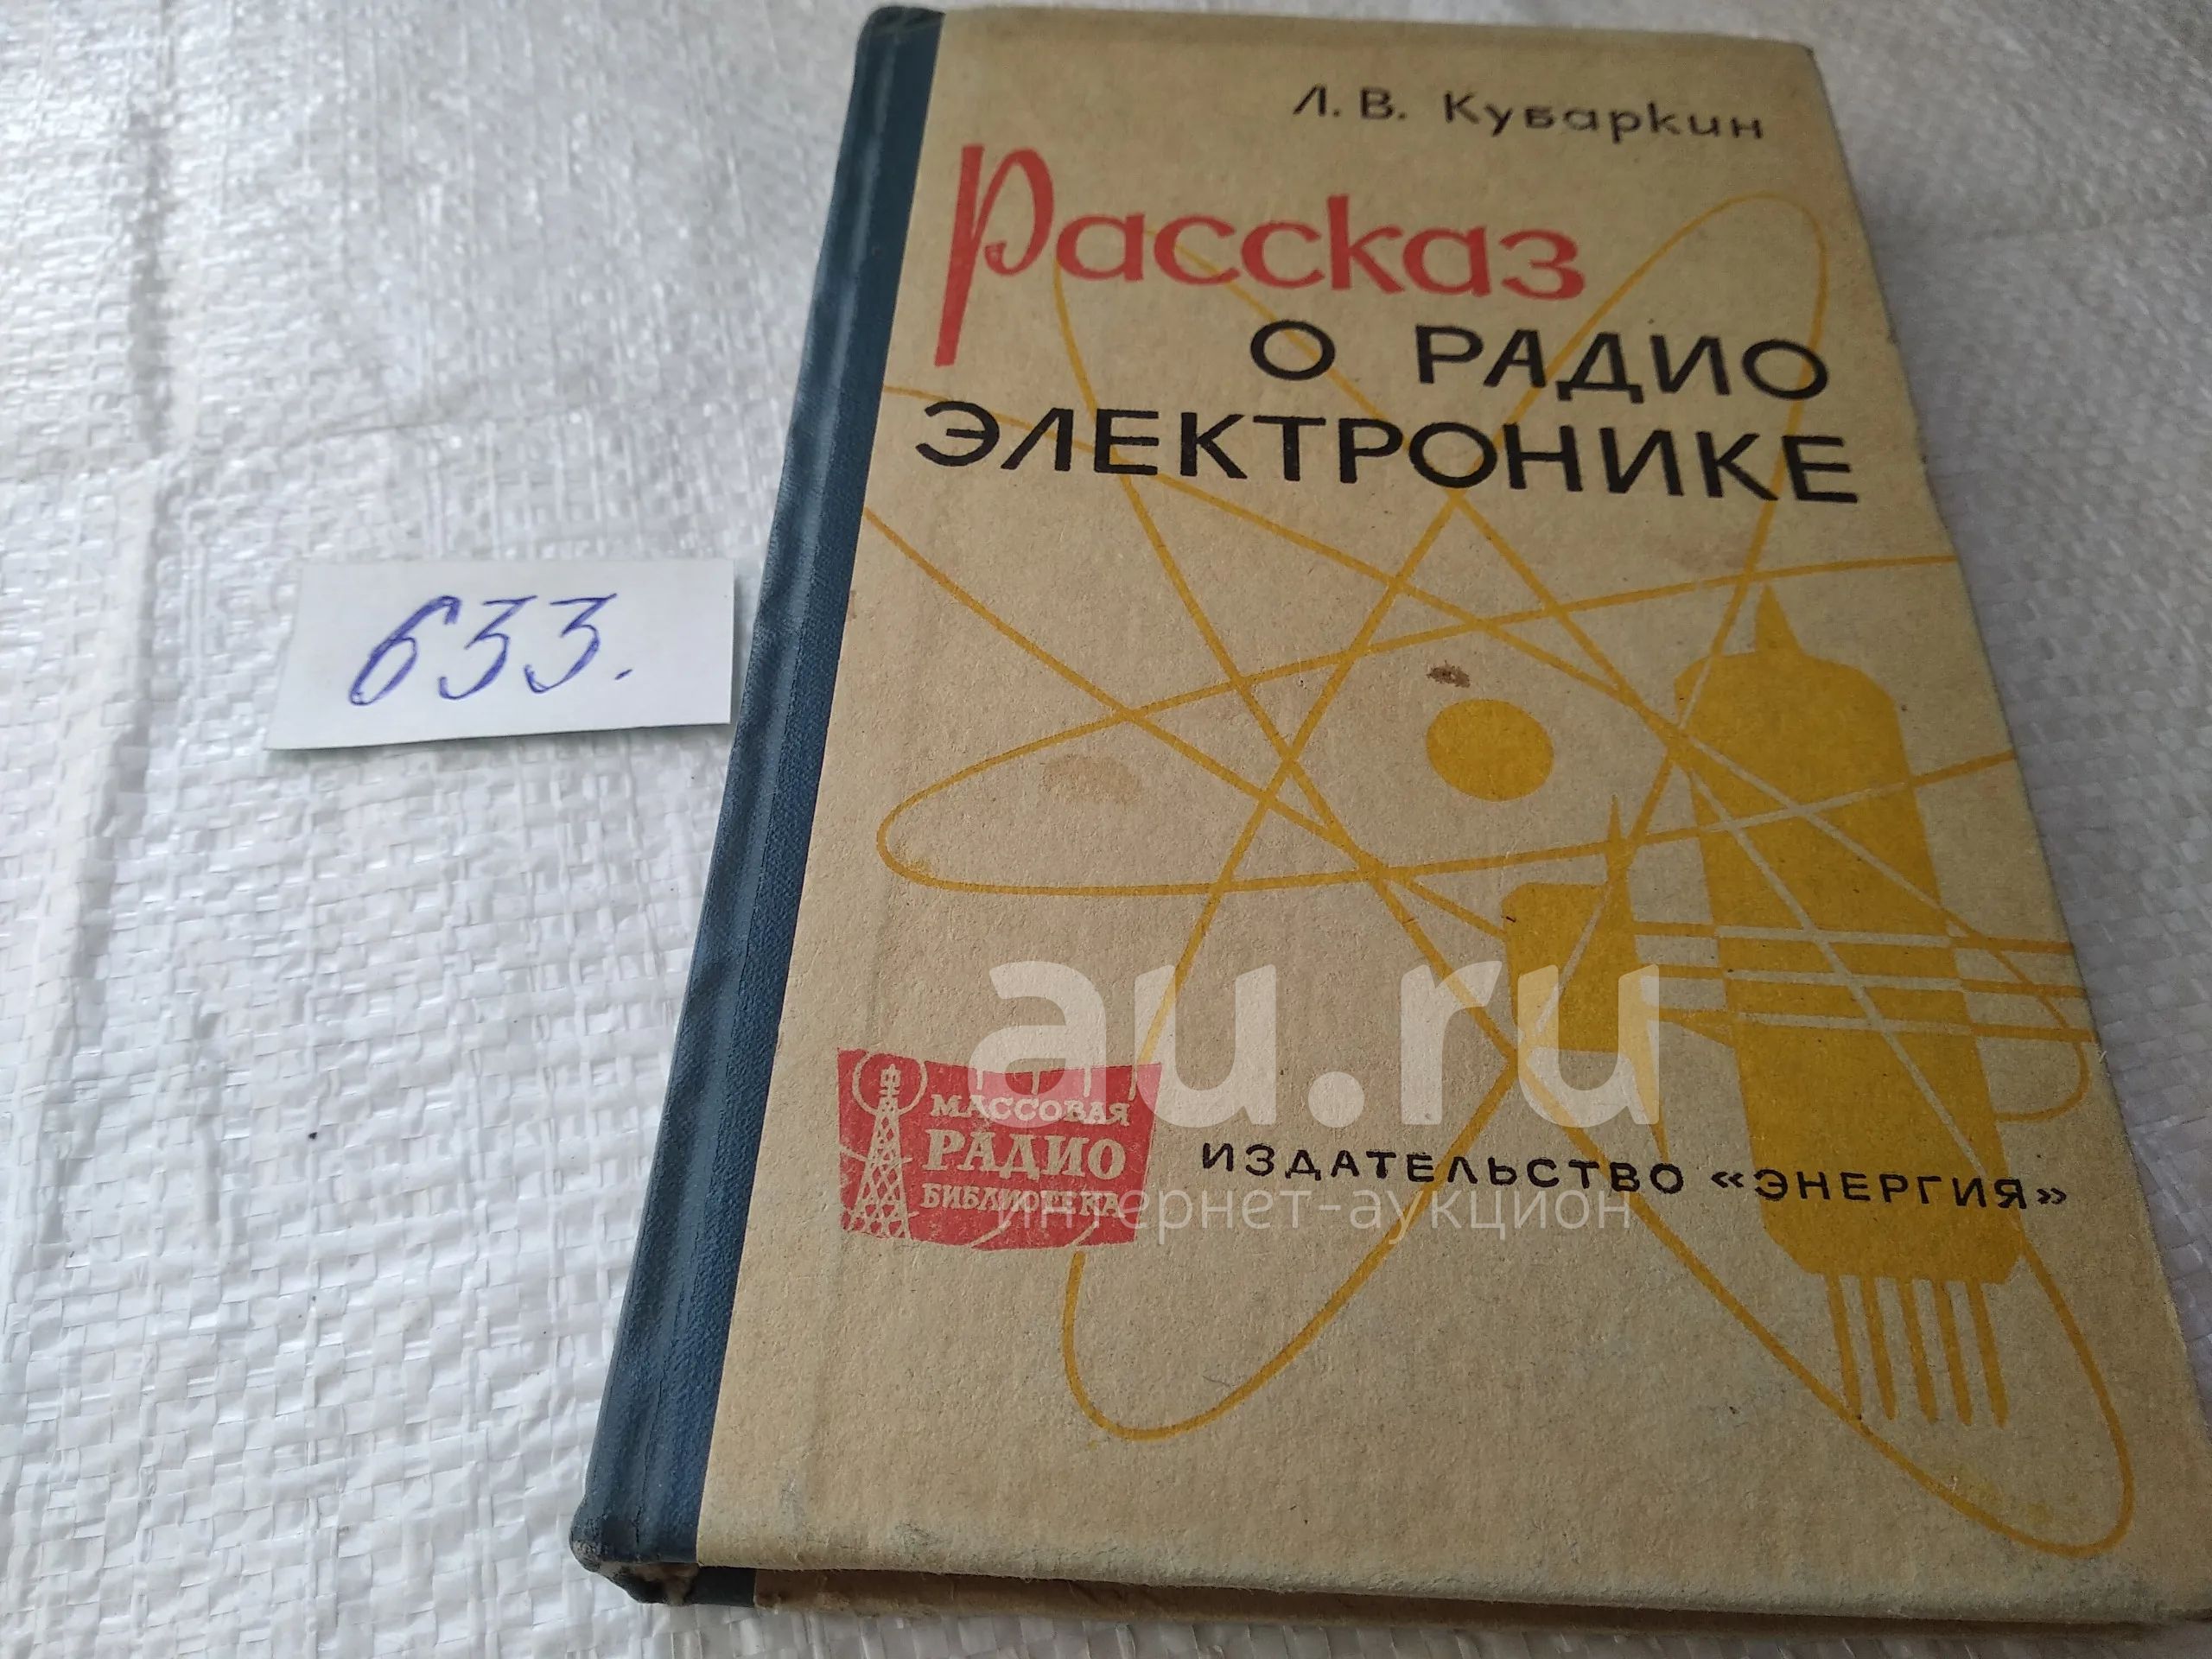 Л. В. Кубаркин
Рассказ
О РАДИО
ЭЛЕКТРОНИКЕ
633.
au.ru
МАССОВАЯ
РАДИО
БИБЛИОТЕКА
ИЗДАТЕЛЬСТВО «ЭНЕРГИЯ»
интернет-аукцион